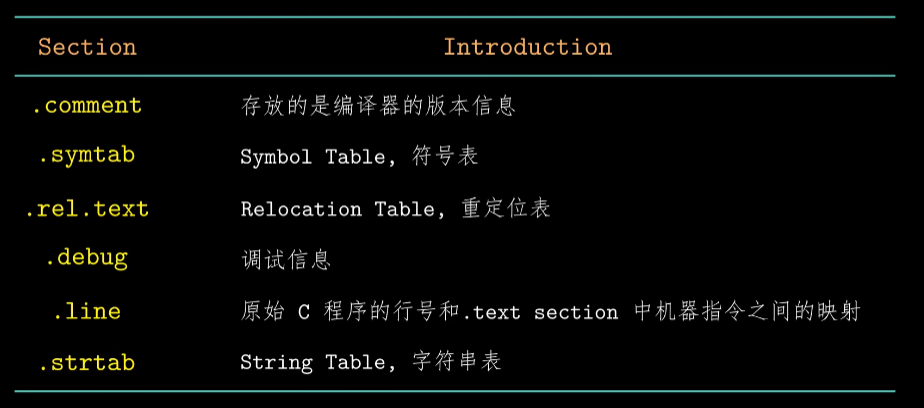 Section Introduction
.comment 存放的是编译器的版本信息
.symtab Symbol Table, 符号表
.rel.text Relocation Table, 重定位表
.debug 调试信息
.line 原始 C 程序的行号和.text section 中机器指令之间的映射
.strtab String Table, 字符串表